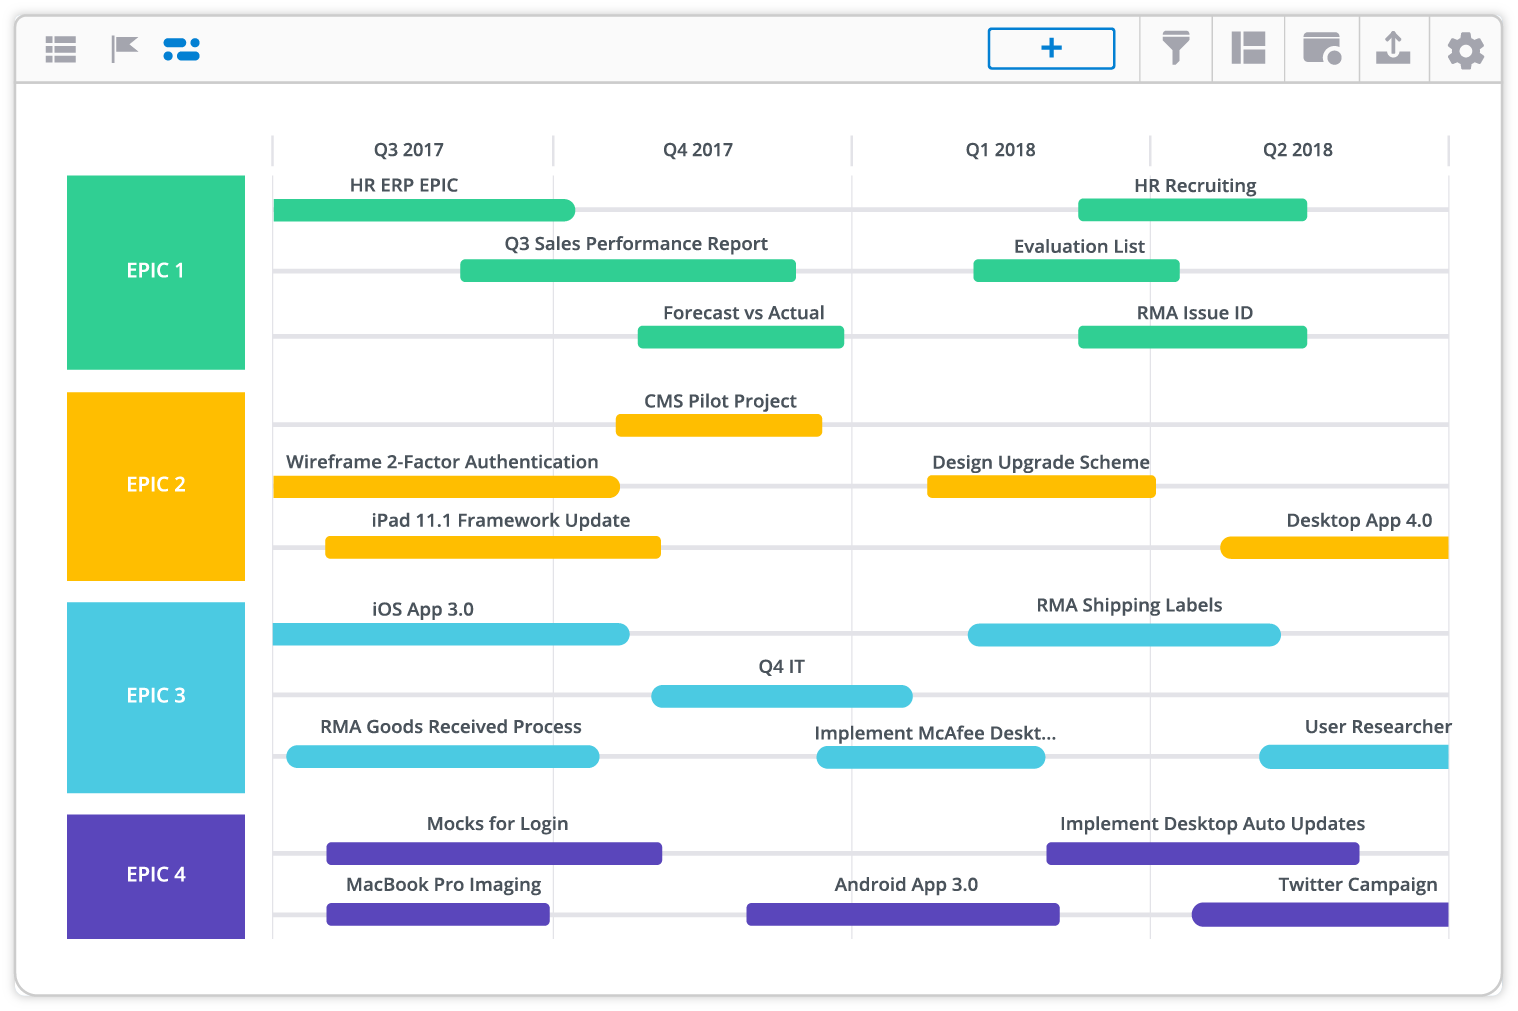 +
Q3 2017
Q4 2017
Q1 2018
Q2 2018
EPIC 1
HR ERP EPIC
HR Recruiting
Q3 Sales Performance Report
Evaluation List
Forecast vs Actual
RMA Issue ID
EPIC 2
CMS Pilot Project
Wireframe 2-Factor Authentication
Design Upgrade Scheme
iPad 11.1 Framework Update
Desktop App 4.0
EPIC 3
iOS App 3.0
RMA Shipping Labels
Q4 IT
RMA Goods Received Process
Implement McAfee Deskt...
User Researcher
EPIC 4
Mocks for Login
Implement Desktop Auto Updates
MacBook Pro Imaging
Android App 3.0
Twitter Campaign